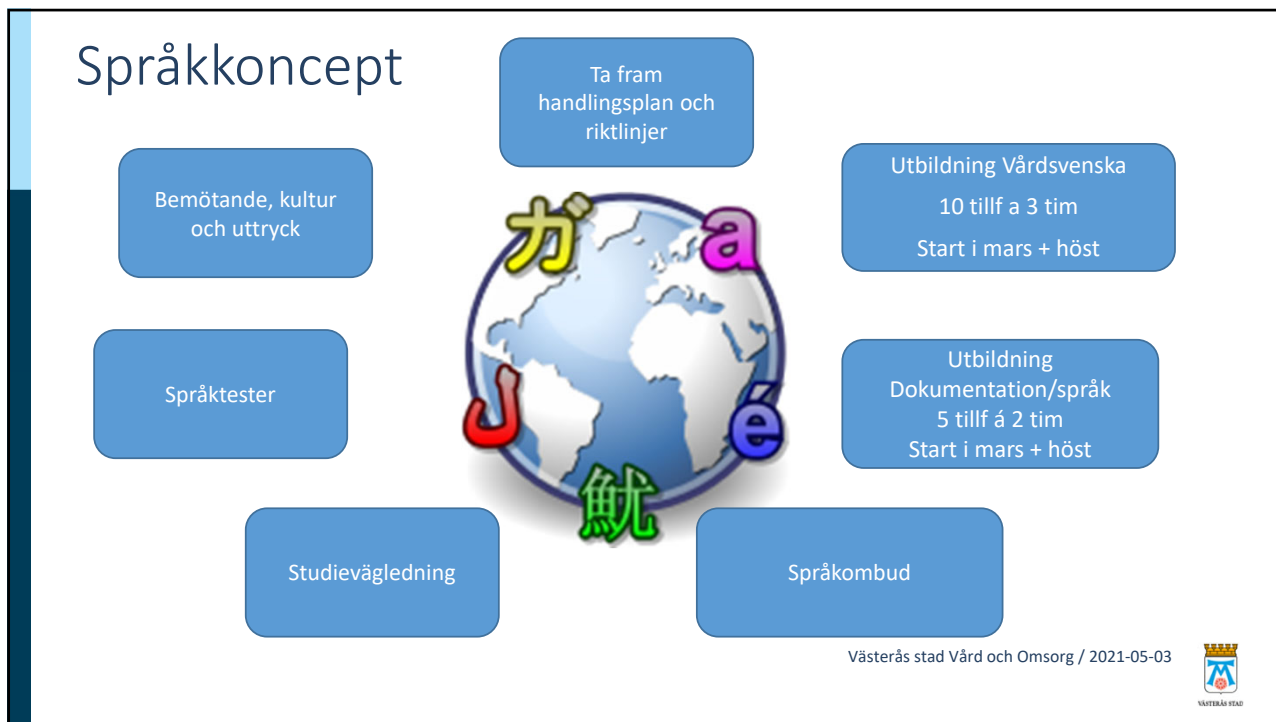 Språkkoncept
Ta fram
handlingsplan och
riktlinjer
Utbildning Vårdsvenska
10 tillf a 3 tim
Start i mars + höst
Bemötande, kultur
och uttryck
ガ
a
Språktester
Utbildning
Dokumentation/språk
5 tillf á 2 tim
Start i mars + höst
é
魷
Studievägledning
Språkombud
Västerås stad Vård och Omsorg / 2021-05-03
VÄSTERÅS STAD